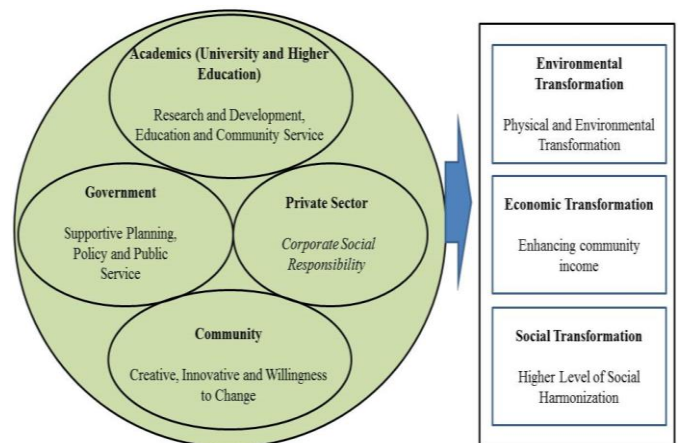 Academics (University and Higher
Education)
Research and Development,
Education and Community Service
Government
Supportive Planning,
Policy and Public
Service
Private Sector
Corporate Social
Responsibility
Community
Creative, Innovative and Willingness
to Change
Environmental
Transformation
Physical and Environmental
Transformation
Economic Transformation
Enhancing community
income
Social Transformation
Higher Level of Social
Harmonization